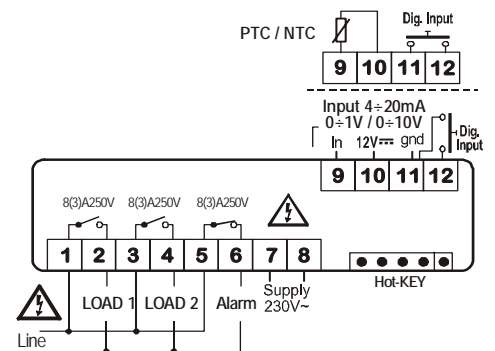 PTC / NTC
Dig. Input
9 10 11 12
Input 4÷20mA
0÷1V / 0÷10V
In 12V gnd
Dig.
Input
9 10 11 12
8(3)A250V 8(3)A250V 8(3)A250V
1 2 3 4 5 6 7 8
Hot-KEY
LOAD 1 LOAD 2 Alarm
Supply
230V~
Line